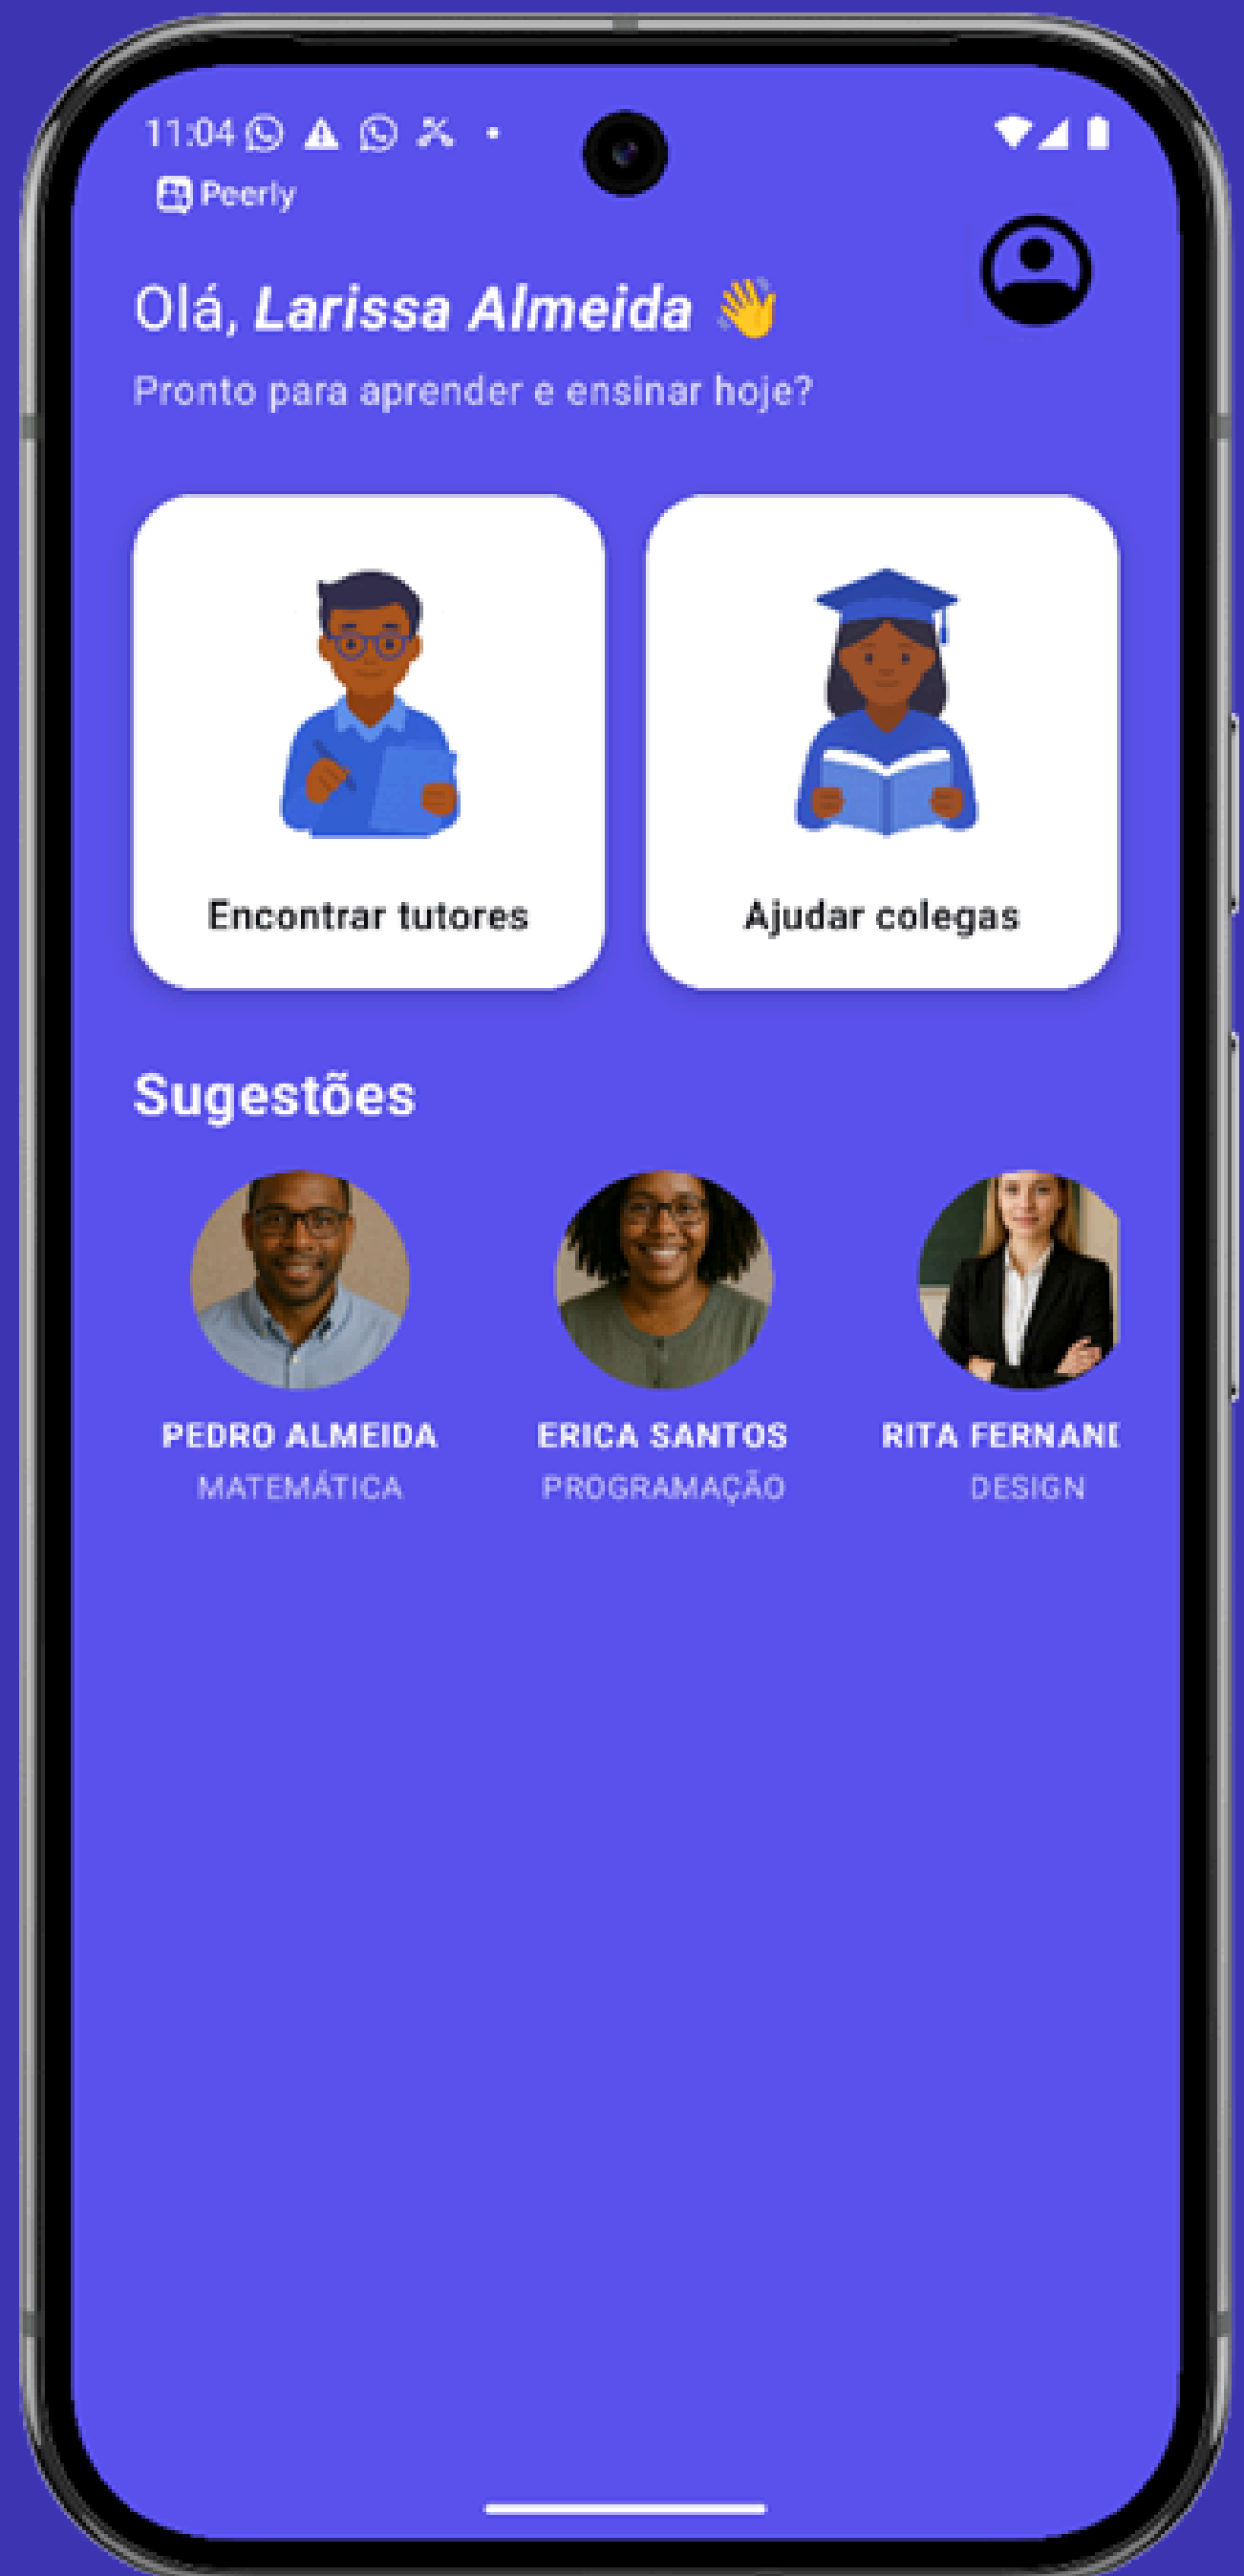 11:04
Peerly
Olá, Larissa Almeida 👋
Pronto para aprender e ensinar hoje?
Encontrar tutores
Ajudar colegas
Sugestões
PEDRO ALMEIDA
MATEMÁTICA
ERICA SANTOS
PROGRAMAÇÃO
RITA
DESIGN